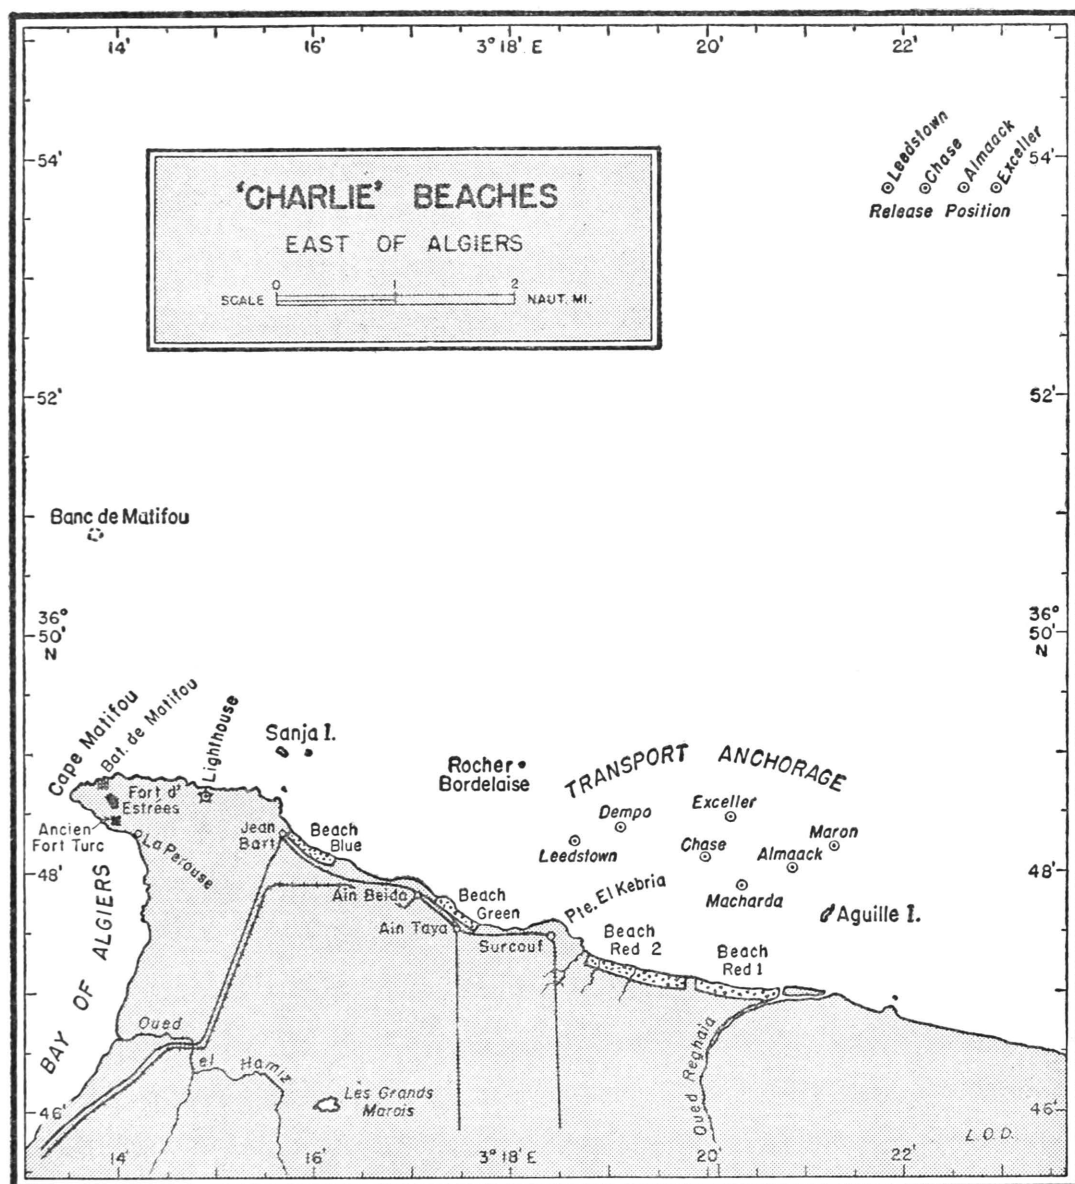 14'
16'
3° 18' E
20'
22'
54'
54'
Leedstown
Chase
Almaack
Exceller
Release Position
'CHARLIE' BEACHES
EAST OF ALGIERS
0 1 2
SCALE
NAUT. MI.
52'
52'
Banc de Matifou
36°
50'
N
36°
50'
N
Cape Matifou
Bat. de Matifou
Lighthouse
Sanja I.
Rocher
Bordelaise
TRANSPORT ANCHORAGE
Fort d'
Estrées
Ancien
Fort Turc
La Perouse
Jean
Bart
Beach
Blue
Leedstown
Dempo
Exceller
Chase
Almaack
Maron
Macharda
48'
48'
Ain Beida
Beach
Green
Ain Taya
Surcouf
Pte. El Kebria
Aguille I.
Beach
Red 2
Beach
Red 1
BAY OF ALGIERS
Oued
el Hamiz
Les Grands
Marais
Oued Reghaïa
46'
46'
L.O.D.
14'
16'
3° 18' E
20'
22'